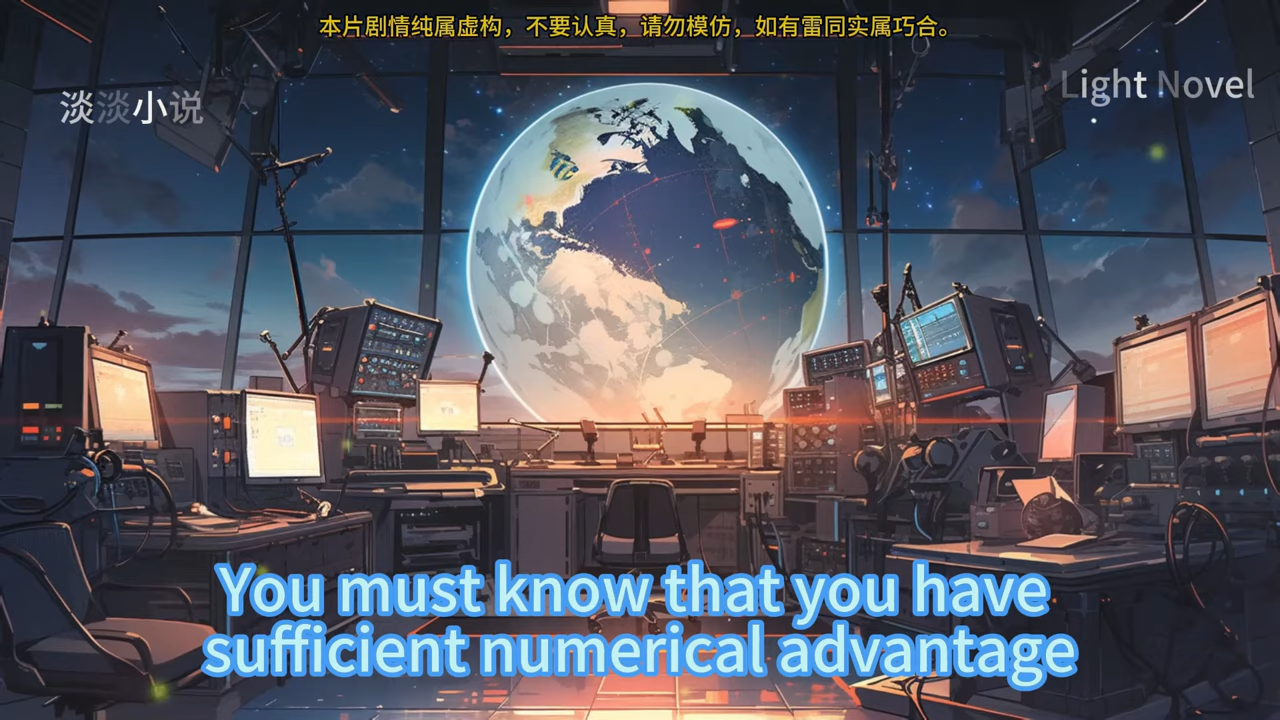 本片剧情纯属虚构，不要认真，请勿模仿，如有雷同实属巧合。
淡淡小说
Light Novel
You must know that you have
sufficient numerical advantage